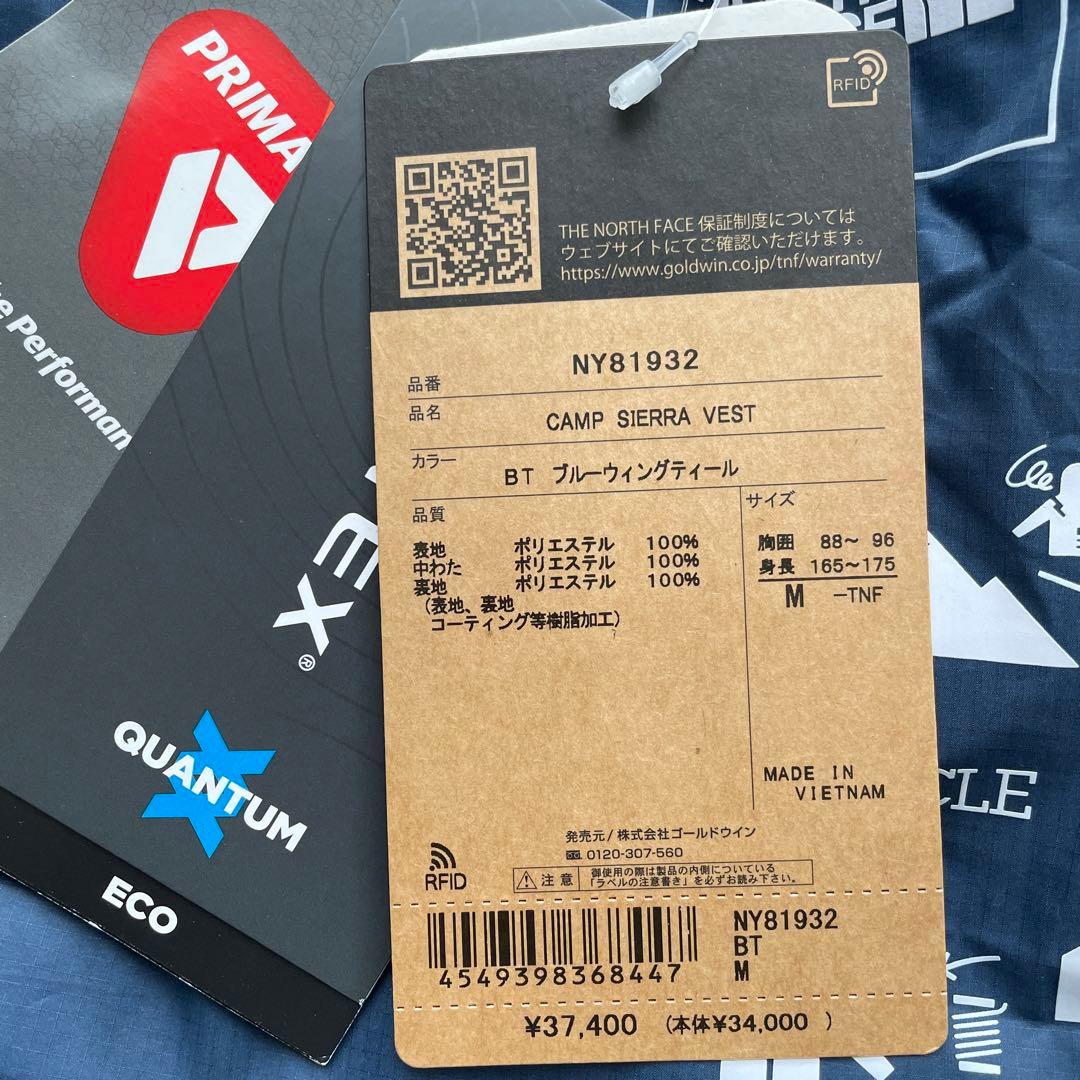 PRIMA
ke Performan
EX®
QUANTUM
ECO
RFID
THE NORTH FACE 保証制度については
ウェブサイトにてご確認いただけます。
https://www.goldwin.co.jp/tnf/warranty/
品番 NY81932
品名 CAMP SIERRA VEST
カラー BT ブルーウィングティール
品質
表地 ポリエステル 100%
中わた ポリエステル 100%
裏地 ポリエステル 100%
(表地、裏地
コーティング等樹脂加工)
サイズ
胸囲 88~ 96
身長 165~175
M -TNF
MADE IN
VIETNAM
発売元/株式会社ゴールドウイン
0120-307-560
RFID
注意
御使用の際は製品の内側についている
「ラベルの注意書き」を必ずお読み下さい。
4549398368447
NY81932
BT
M
¥37,400 (本体¥34,000 )
CLE